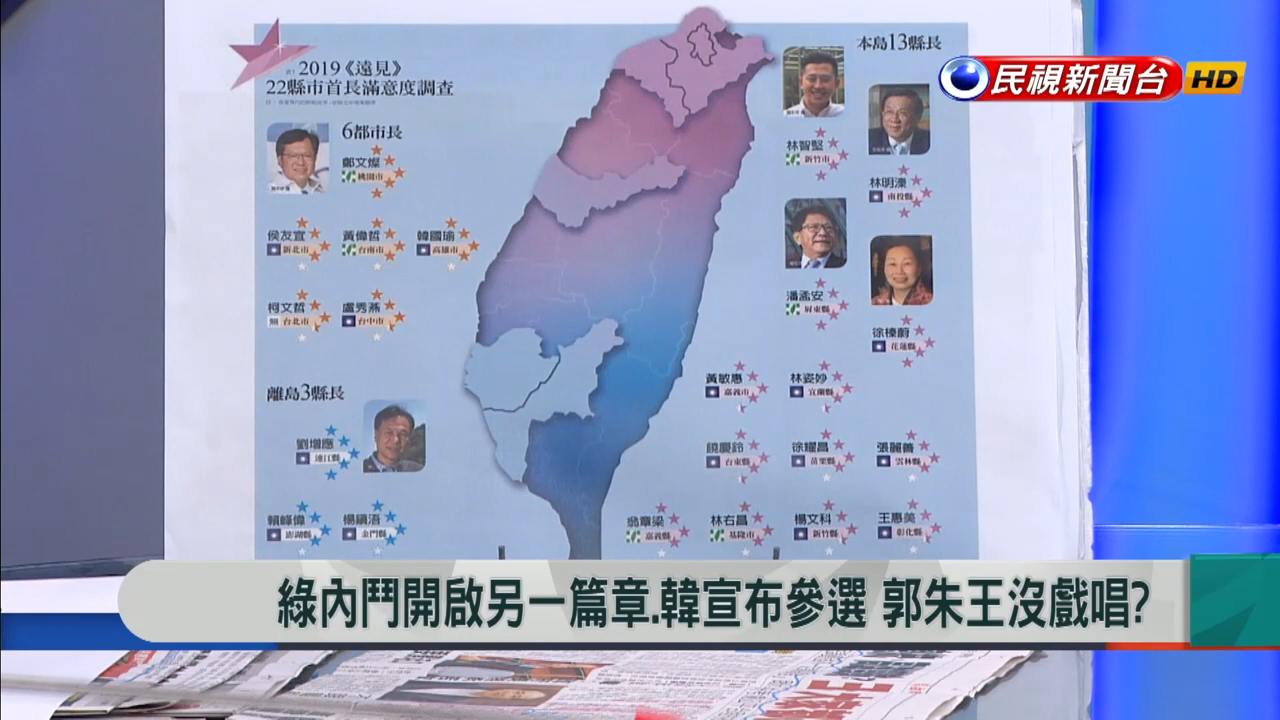 2019《遠見》
22縣市首長滿意度調查
本島13縣長
民視新聞台 HD
6都市長
鄭文燦
桃園市
侯友宜
新北市
黃偉哲
台南市
韓國瑜
高雄市
柯文哲
無 台北市
盧秀燕
台中市
離島3縣長
劉增應
連江縣
賴峰偉
澎湖縣
楊鎮浯
金門縣
林智堅
新竹市
林明溱
南投縣
潘孟安
屏東縣
徐榛蔚
花蓮縣
黃敏惠
嘉義市
林姿妙
宜蘭縣
饒慶鈴
台東縣
徐耀昌
苗栗縣
張麗善
雲林縣
翁章梁
嘉義縣
林右昌
基隆市
楊文科
新竹縣
王惠美
彰化縣
綠內鬥開啟另一篇章.韓宣布參選 郭朱王沒戲唱?